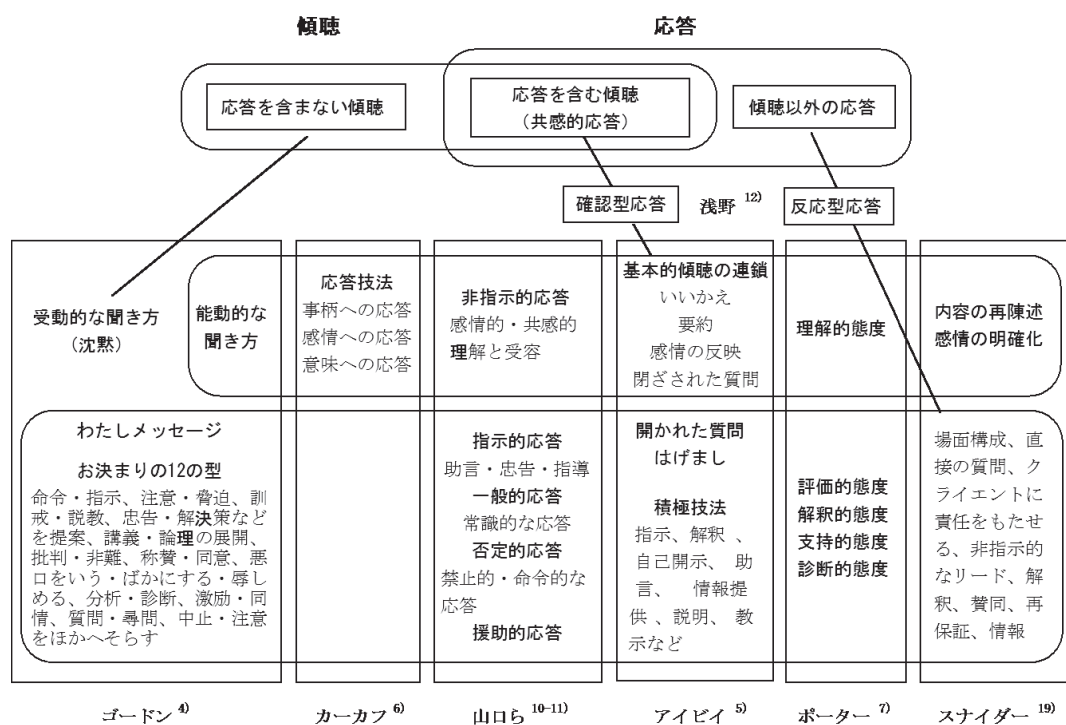 傾聴
応答
応答を含まない傾聴
応答を含む傾聴
（共感的応答）
傾聴以外の応答
確認型応答
浅野 12)
反応型応答
受動的な聞き方
（沈黙）
能動的な
聞き方
応答技法
事柄への応答
感情への応答
意味への応答
非指示的応答
感情的・共感的
理解と受容
基本的傾聴の連鎖
いいかえ
要約
感情の反映
閉ざされた質問
理解的態度
内容の再陳述
感情の明確化
わたしメッセージ
お決まりの12の型
命令・指示、注意・脅迫、訓
戒・説教、忠告・解決策など
を提案、講義・論理の展開、
批判・非難、称賛・同意、悪
口をいう・ばかにする・辱し
める、分析・診断、激励・同
情、質問・尋問、中止・注意
をほかへそらす
指示的応答
助言・忠告・指導
一般的応答
常識的な応答
否定的応答
禁止的・命令的な
応答
援助的応答
開かれた質問
はげまし
積極技法
指示、解釈 、
自己開示、 助
言、 情報提
供 、説明、 教
示など
評価的態度
解釈的態度
支持的態度
診断的態度
場面構成、直
接の質問、ク
ライエントに
責任をもたせ
る、非指示的
なリード、解
釈、賛同、再
保証、情報
ゴードン 4)
カーカフ 6)
山口ら 10-11)
アイビイ 5)
ポーター 7)
スナイダー 19)